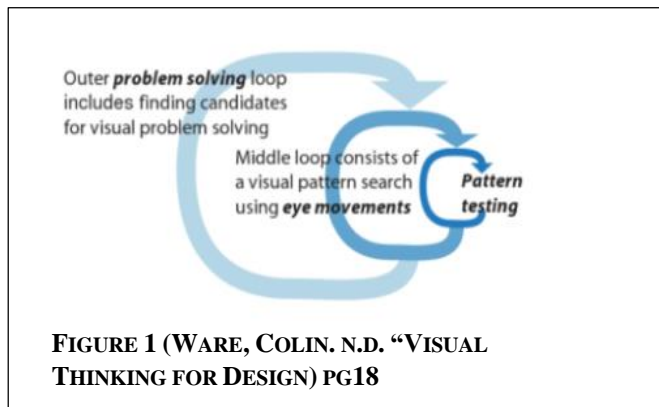 Outer problem solving loop
includes finding candidates
for visual problem solving
Middle loop consists of
a visual pattern search
using eye movements
Pattern
testing
FIGURE 1 (WARE, COLIN. N.D. “VISUAL
THINKING FOR DESIGN) PG18